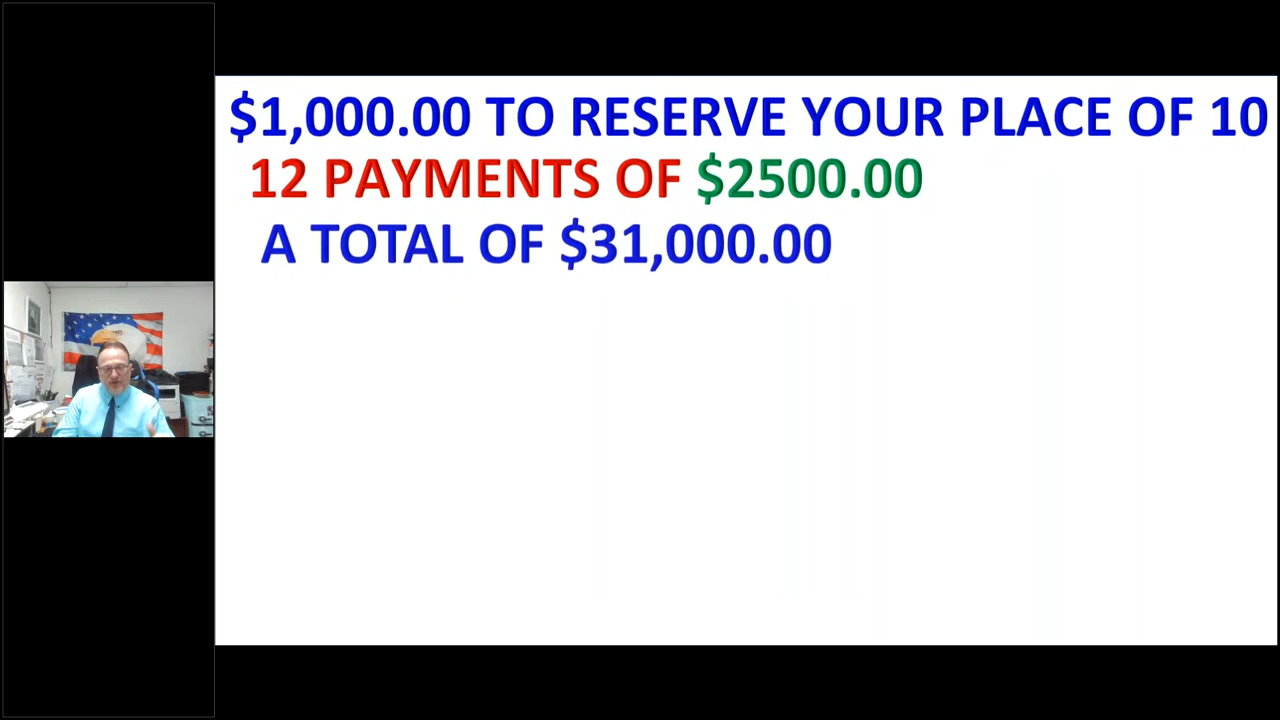 $1,000.00 TO RESERVE YOUR PLACE OF 10
12 PAYMENTS OF $2500.00
A TOTAL OF $31,000.00